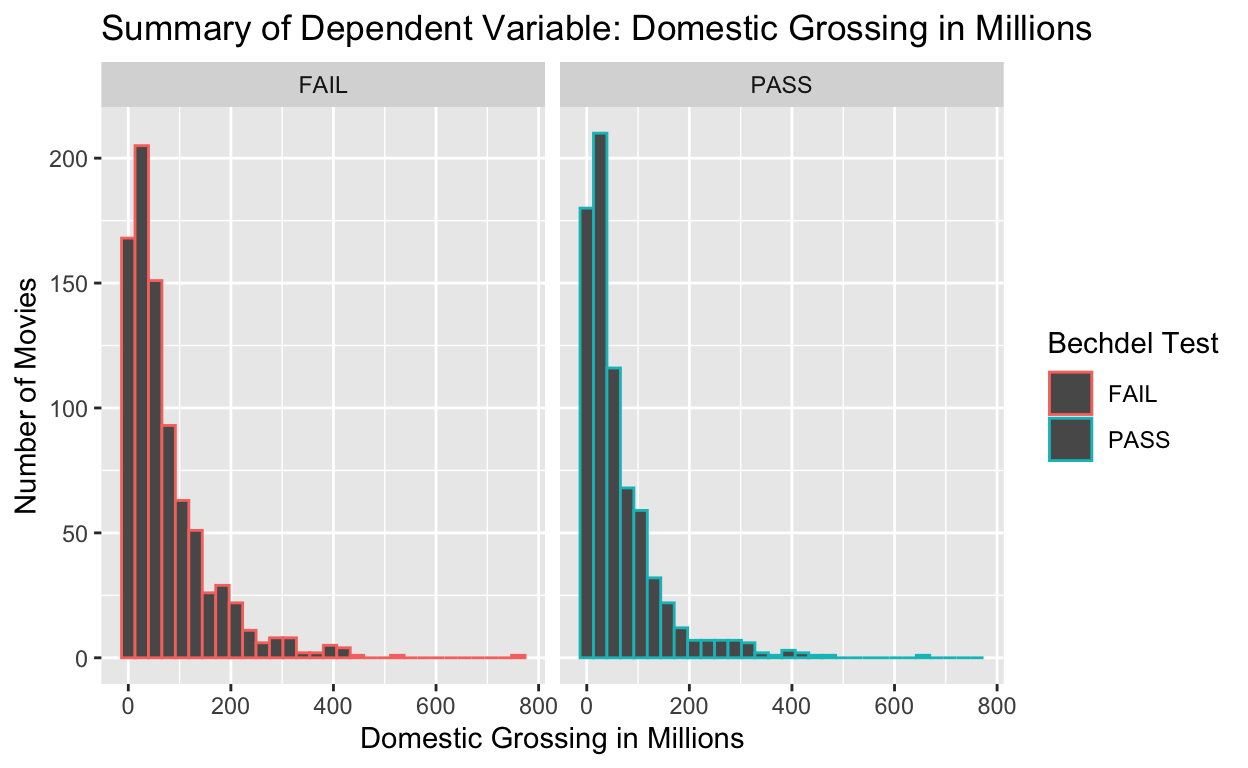 Summary of Dependent Variable: Domestic Grossing in Millions
FAIL
PASS
200
150
100
50
0
Number of Movies
0 200 400 600 800
0 200 400 600 800
Domestic Grossing in Millions
Bechdel Test
FAIL
PASS